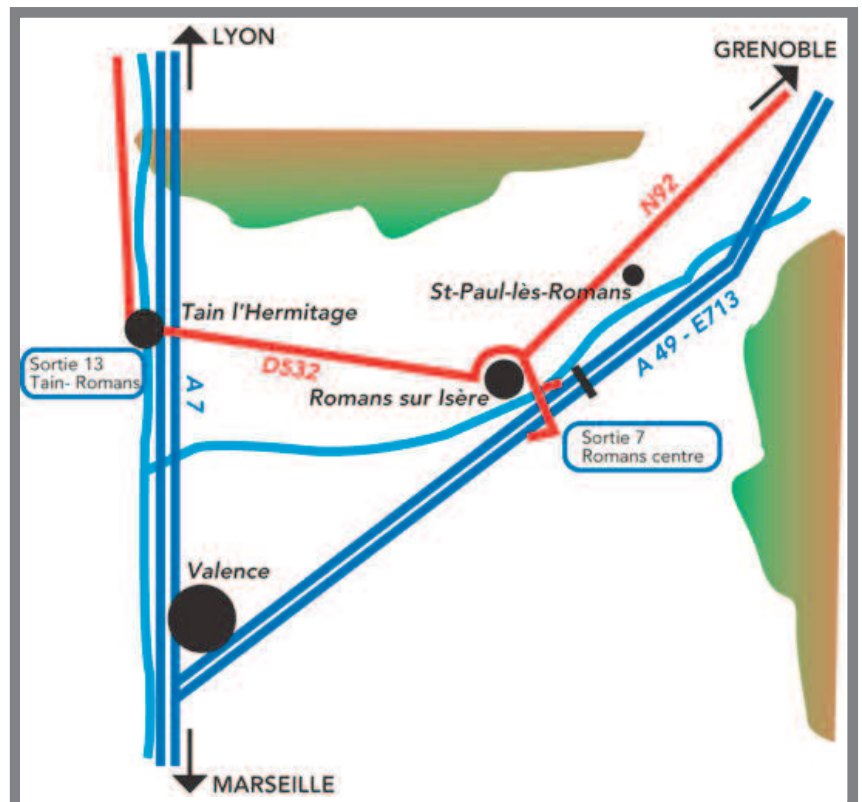 LYON
GRENOBLE
N92
St-Paul-lès-Romans
Tain l'Hermitage
A 49 - E713
Sortie 13
Tain- Romans
D532
A 7
Romans sur Isère
Sortie 7
Romans centre
Valence
MARSEILLE